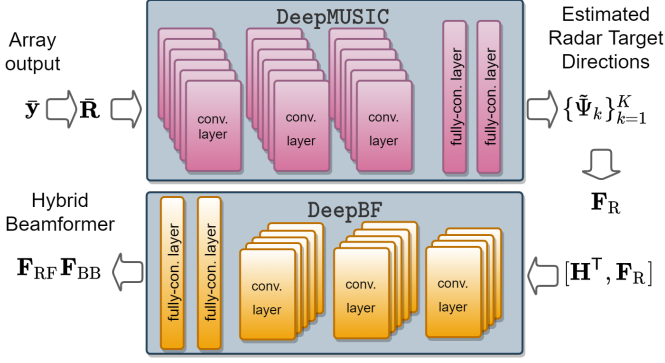 DeepMUSIC
Array
output
ȳ
R̄
conv.
layer
conv.
layer
conv.
layer
fully-con. layer
fully-con. layer
Estimated
Radar Target
Directions
{Ψ̃ₖ}ᴷₖ₌₁
F_R
DeepBF
Hybrid
Beamformer
F_RF F_BB
fully-con. layer
fully-con. layer
conv.
layer
conv.
layer
conv.
layer
[Hᵀ, F_R]